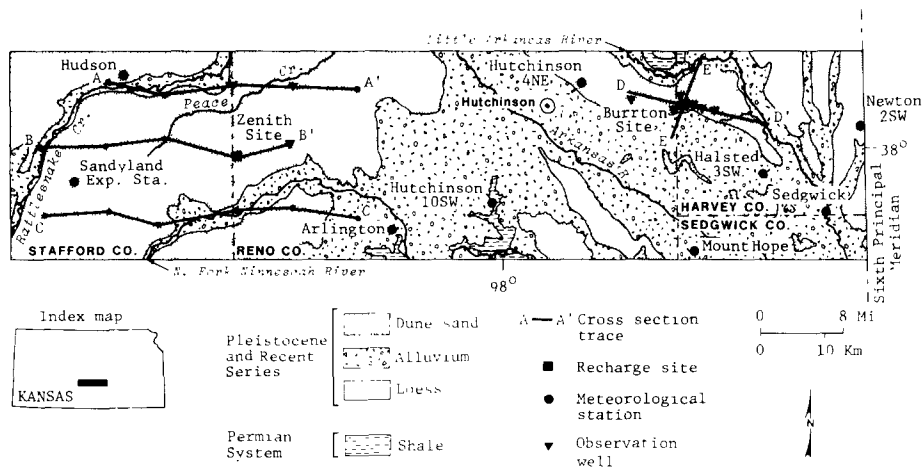 Little Arkansas River
Hudson
A
A'
Peace Cr.
Hutchinson
4NE
Hutchinson
D
E'
D'
Burrton
Site
E
Newton
2SW
38°
Zenith
Site
B
B'
Sandyland
Exp. Sta.
Rattlesnake Cr.
Arkansas R.
Halsted
3SW
Sedgwick
KS
HARVEY CO.
SEDGWICK CO.
Hutchinson
10SW
C
C'
Arlington
Mount Hope
STAFFORD CO.
RENO CO.
N. Fork Ninnescah River
98°
Sixth Principal
Meridian
Index map
KANSAS
Pleistocene
and Recent
Series
Dune sand
Alluvium
Loess
Permian
System
Shale
A A' Cross section
trace
Recharge site
Meteorological
station
Observation
well
0 8 Mi
0 10 Km
N